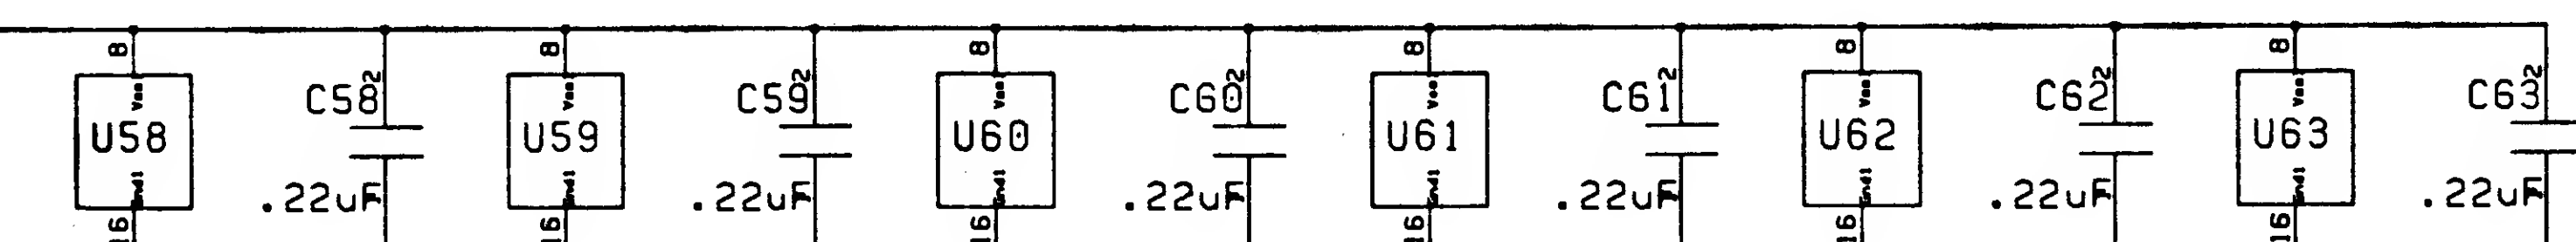 8 8 8 8 8 8
2 2 2 2 2 2
C58 C59 C60 C61 C62 C63
U58 U59 U60 U61 U62 U63
.22uF .22uF .22uF .22uF .22uF .22uF
16 16 16 16 16 16